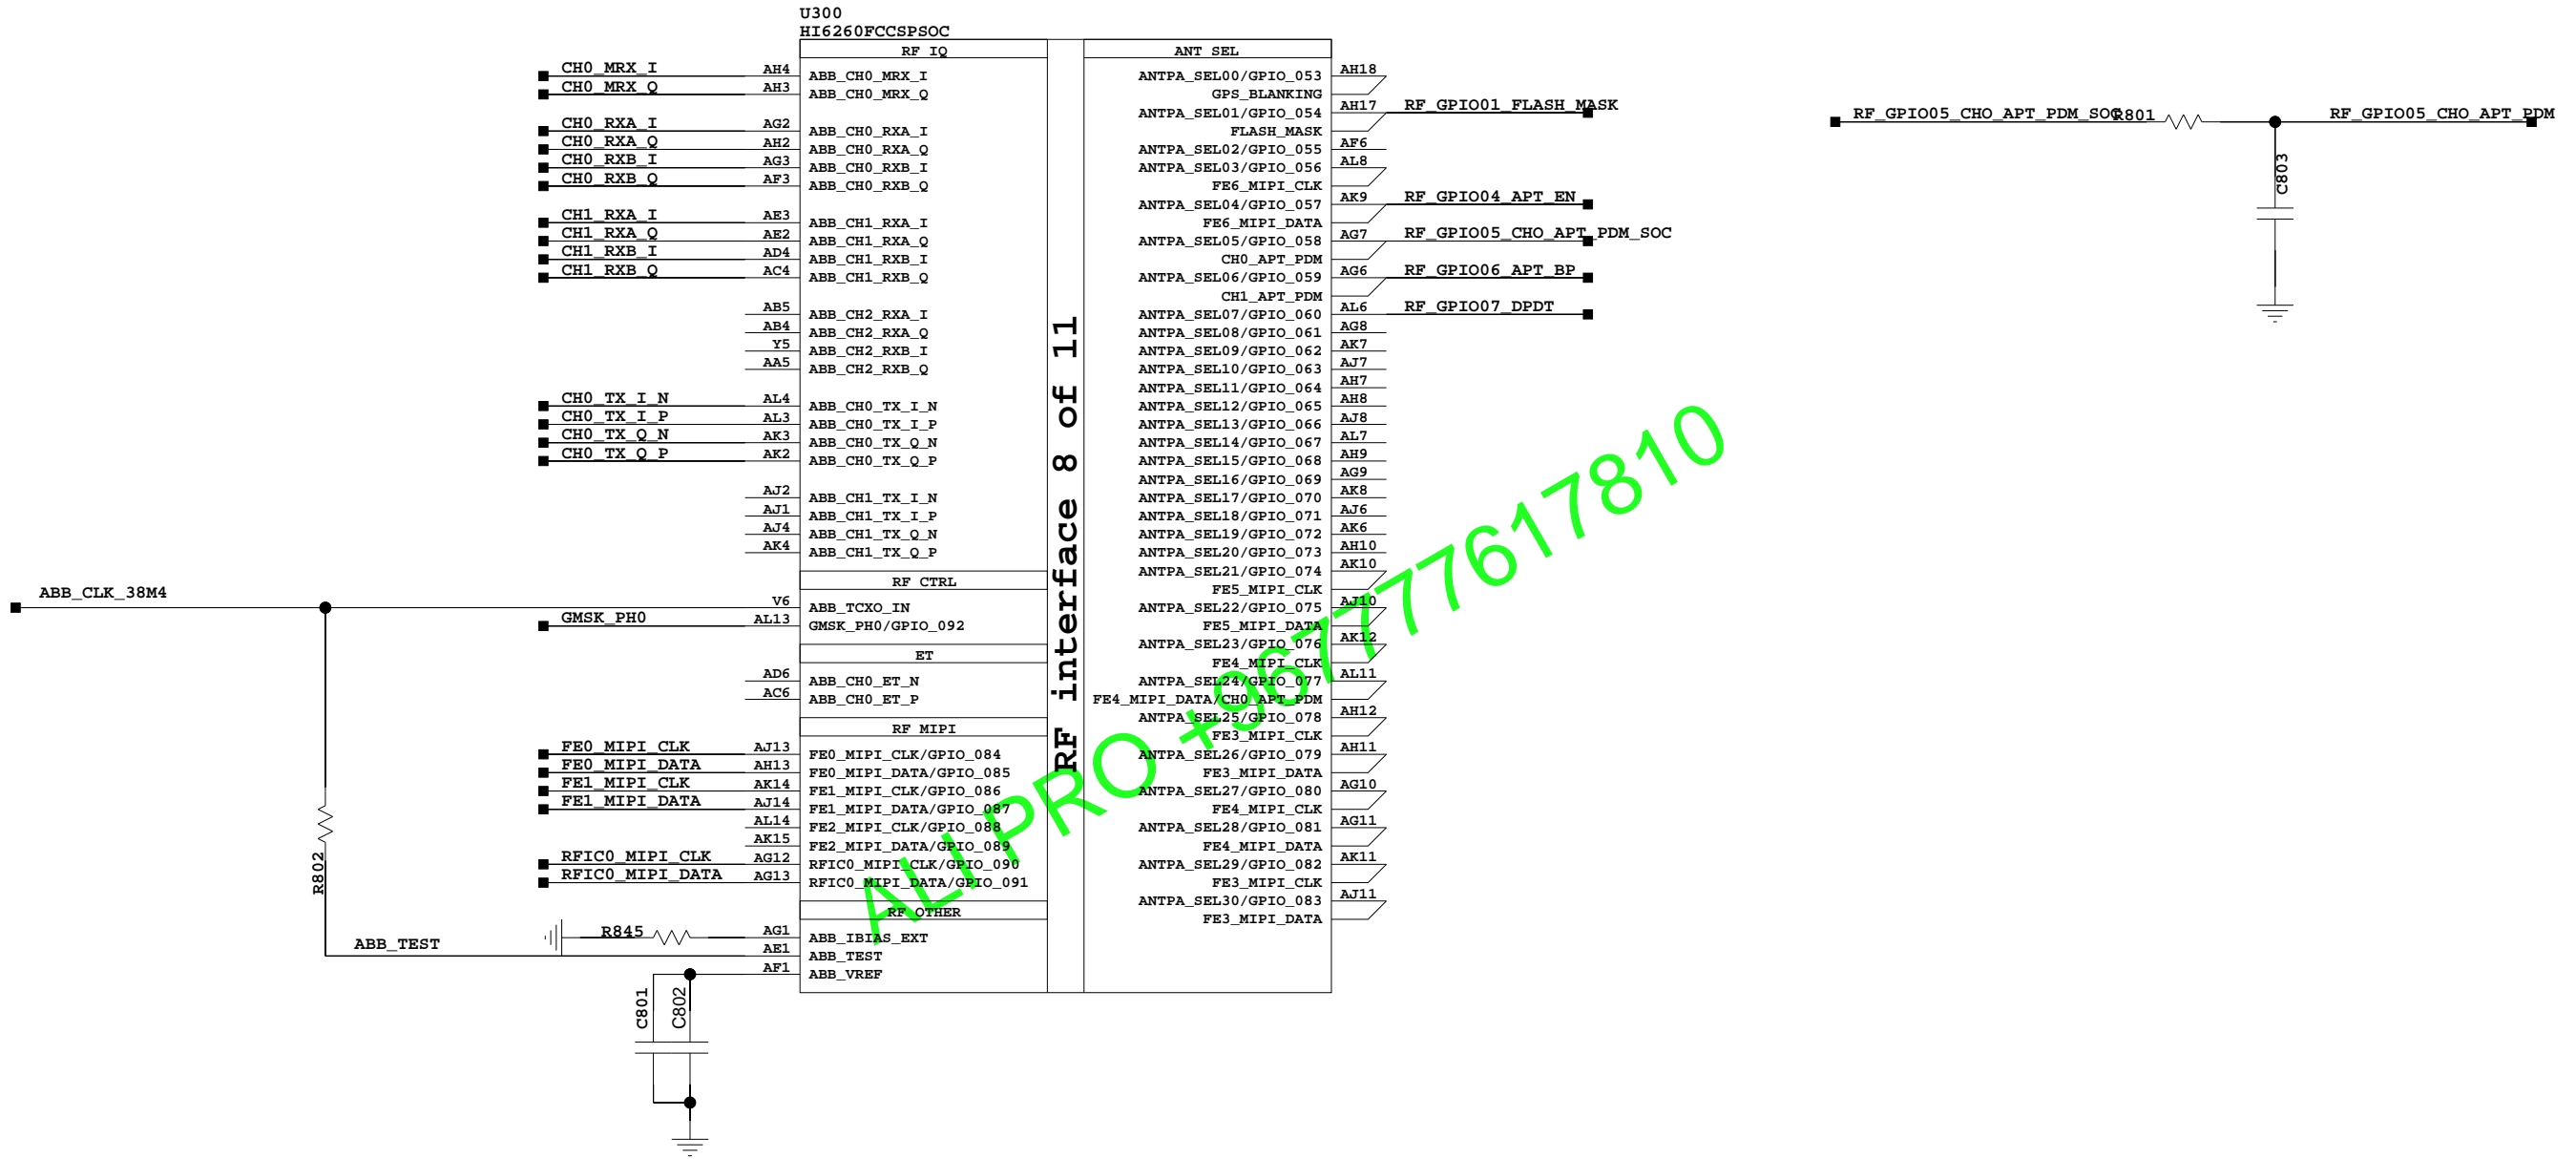 U300
HI6260FCCSPSOC
RF IQ
ANT SEL
CH0_MRX_I AH4 ABB_CH0_MRX_I
CH0_MRX_Q AH3 ABB_CH0_MRX_Q
CH0_RXA_I AG2 ABB_CH0_RXA_I
CH0_RXA_Q AH2 ABB_CH0_RXA_Q
CH0_RXB_I AG3 ABB_CH0_RXB_I
CH0_RXB_Q AF3 ABB_CH0_RXB_Q
CH1_RXA_I AE3 ABB_CH1_RXA_I
CH1_RXA_Q AE2 ABB_CH1_RXA_Q
CH1_RXB_I AD4 ABB_CH1_RXB_I
CH1_RXB_Q AC4 ABB_CH1_RXB_Q
AB5 ABB_CH2_RXA_I
AB4 ABB_CH2_RXA_Q
Y5 ABB_CH2_RXB_I
AA5 ABB_CH2_RXB_Q
CH0_TX_I_N AL4 ABB_CH0_TX_I_N
CH0_TX_I_P AL3 ABB_CH0_TX_I_P
CH0_TX_Q_N AK3 ABB_CH0_TX_Q_N
CH0_TX_Q_P AK2 ABB_CH0_TX_Q_P
AJ2 ABB_CH1_TX_I_N
AJ1 ABB_CH1_TX_I_P
AJ4 ABB_CH1_TX_Q_N
AK4 ABB_CH1_TX_Q_P
RF CTRL
ABB_CLK_38M4 V6 ABB_TCXO_IN
GMSK_PH0 AL13 GMSK_PH0/GPIO_092
ET
AD6 ABB_CH0_ET_N
AC6 ABB_CH0_ET_P
RF MIPI
FE0_MIPI_CLK AJ13 FE0_MIPI_CLK/GPIO_084
FE0_MIPI_DATA AH13 FE0_MIPI_DATA/GPIO_085
FE1_MIPI_CLK AK14 FE1_MIPI_CLK/GPIO_086
FE1_MIPI_DATA AJ14 FE1_MIPI_DATA/GPIO_087
AL14 FE2_MIPI_CLK/GPIO_088
AK15 FE2_MIPI_DATA/GPIO_089
RFIC0_MIPI_CLK AG12 RFIC0_MIPI_CLK/GPIO_090
RFIC0_MIPI_DATA AG13 RFIC0_MIPI_DATA/GPIO_091
R802
RF OTHER
R845 AG1 ABB_IBIAS_EXT
ABB_TEST AE1 ABB_TEST
AF1 ABB_VREF
C801
C802
RF interface 8 of 11
ANTPA_SEL00/GPIO_053 AH18
GPS_BLANKING
ANTPA_SEL01/GPIO_054 AH17 RF_GPIO01_FLASH_MASK
FLASH_MASK
ANTPA_SEL02/GPIO_055 AF6
ANTPA_SEL03/GPIO_056 AL8
FE6_MIPI_CLK
ANTPA_SEL04/GPIO_057 AK9 RF_GPIO04_APT_EN
FE6_MIPI_DATA
ANTPA_SEL05/GPIO_058 AG7 RF_GPIO05_CHO_APT_PDM_SOC
CH0_APT_PDM
ANTPA_SEL06/GPIO_059 AG6 RF_GPIO06_APT_BP
CH1_APT_PDM
ANTPA_SEL07/GPIO_060 AL6 RF_GPIO07_DPDT
ANTPA_SEL08/GPIO_061 AG8
ANTPA_SEL09/GPIO_062 AK7
ANTPA_SEL10/GPIO_063 AJ7
ANTPA_SEL11/GPIO_064 AH7
ANTPA_SEL12/GPIO_065 AH8
ANTPA_SEL13/GPIO_066 AJ8
ANTPA_SEL14/GPIO_067 AL7
ANTPA_SEL15/GPIO_068 AH9
ANTPA_SEL16/GPIO_069 AG9
ANTPA_SEL17/GPIO_070 AK8
ANTPA_SEL18/GPIO_071 AJ6
ANTPA_SEL19/GPIO_072 AK6
ANTPA_SEL20/GPIO_073 AH10
ANTPA_SEL21/GPIO_074 AK10
FE5_MIPI_CLK
ANTPA_SEL22/GPIO_075 AJ10
FE5_MIPI_DATA
ANTPA_SEL23/GPIO_076 AK12
FE4_MIPI_CLK
ANTPA_SEL24/GPIO_077 AL11
FE4_MIPI_DATA/CH0_APT_PDM
ANTPA_SEL25/GPIO_078 AH12
FE3_MIPI_CLK
ANTPA_SEL26/GPIO_079 AH11
FE3_MIPI_DATA
ANTPA_SEL27/GPIO_080 AG10
FE4_MIPI_CLK
ANTPA_SEL28/GPIO_081 AG11
FE4_MIPI_DATA
ANTPA_SEL29/GPIO_082 AK11
FE3_MIPI_CLK
ANTPA_SEL30/GPIO_083 AJ11
FE3_MIPI_DATA
RF_GPIO05_CHO_APT_PDM_SOC R801 RF_GPIO05_CHO_APT_PDM
C803
ALI PRO +967777617810